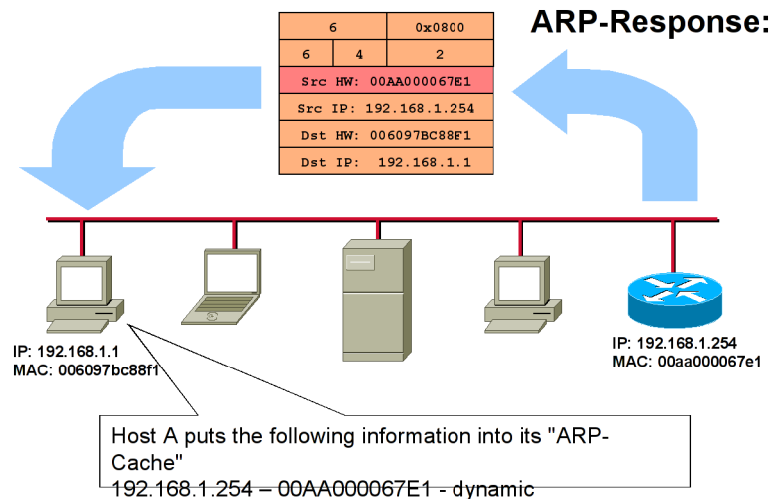 ARP-Response:
6 0x0800
6 4 2
Src HW: 00AA000067E1
Src IP: 192.168.1.254
Dst HW: 006097BC88F1
Dst IP: 192.168.1.1
IP: 192.168.1.1
MAC: 006097bc88f1
IP: 192.168.1.254
MAC: 00aa000067e1
Host A puts the following information into its "ARP-
Cache"
192.168.1.254 – 00AA000067E1 - dynamic